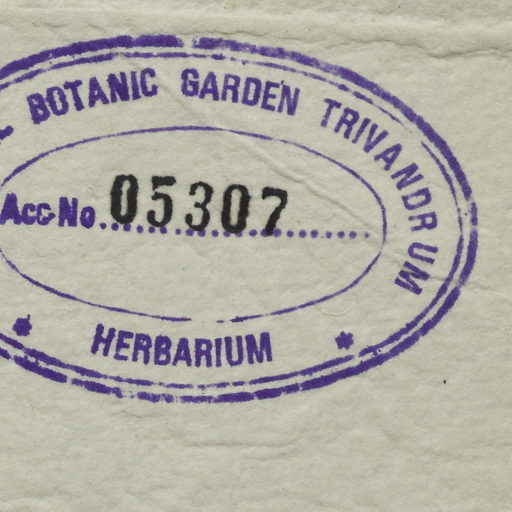 BOTANIC GARDEN TRIVANDRUM
Acc No. 05307
HERBARIUM